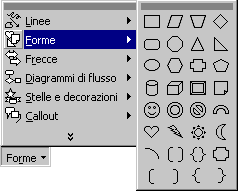 Linee
Forme
Frecce
Diagrammi di flusso
Stelle e decorazioni
Callout
Forme